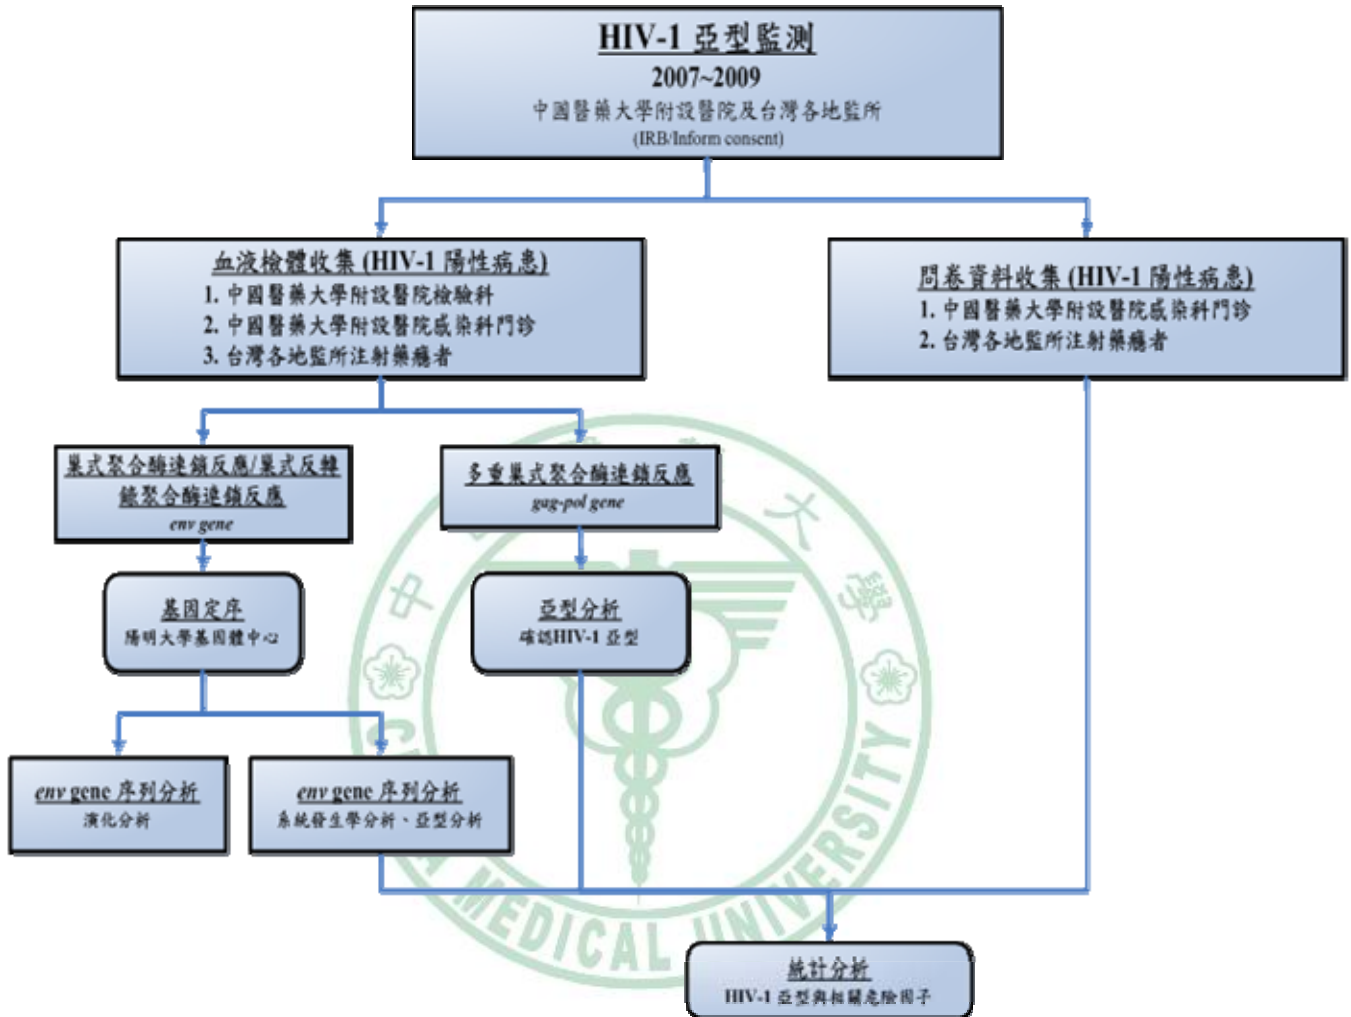 HIV-1 亞型監測
2007~2009
中國醫藥大學附設醫院及台灣各地監所
(IRB/Inform consent)
血液檢體收集 (HIV-1 陽性病患)
1. 中國醫藥大學附設醫院檢驗科
2. 中國醫藥大學附設醫院感染科門診
3. 台灣各地監所注射藥癮者
問卷資料收集 (HIV-1 陽性病患)
1. 中國醫藥大學附設醫院感染科門診
2. 台灣各地監所注射藥癮者
巢式聚合酶連鎖反應/巢式反轉
錄聚合酶連鎖反應
env gene
多重巢式聚合酶連鎖反應
gag-pol gene
基因定序
陽明大學基因體中心
亞型分析
確認HIV-1 亞型
env gene 序列分析
演化分析
env gene 序列分析
系統發生學分析、亞型分析
統計分析
HIV-1 亞型與相關危險因子
中 大學
MEDICAL UNIVERSITY